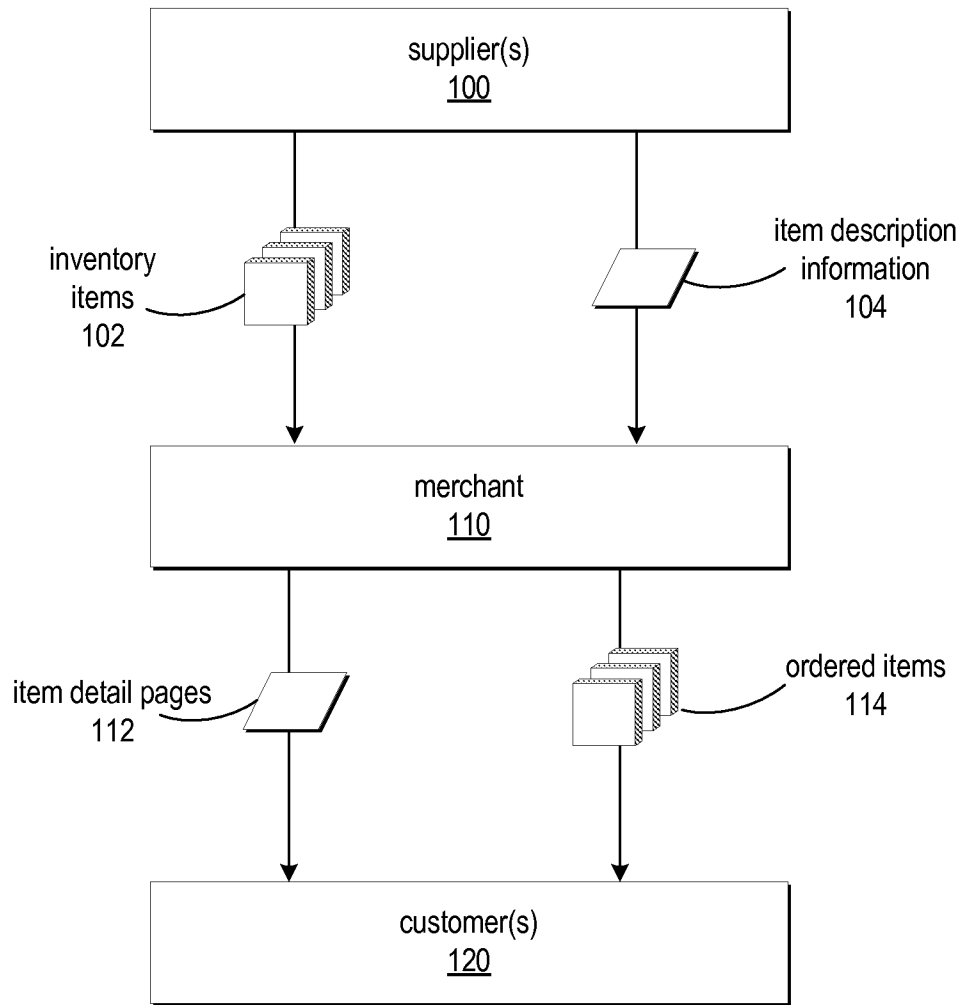 supplier(s)
100
inventory
items
102
item description
information
104
merchant
110
item detail pages
112
ordered items
114
customer(s)
120